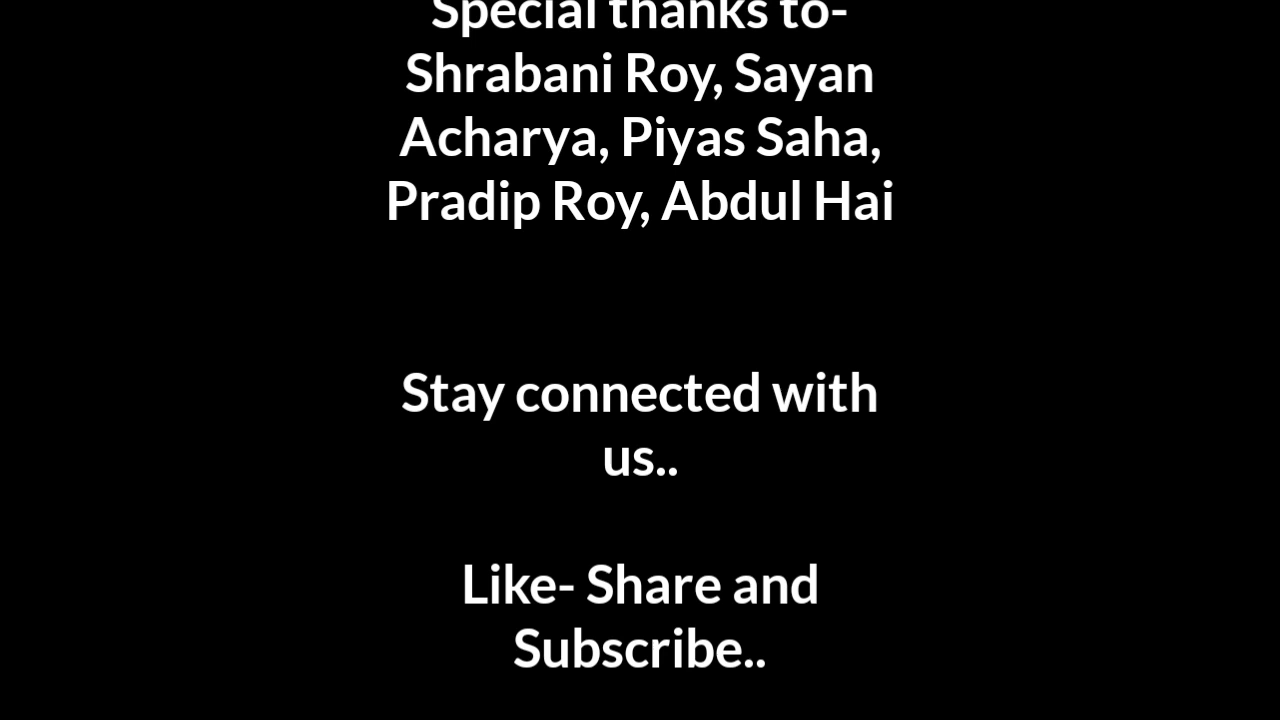 Special thanks to-
Shrabani Roy, Sayan
Acharya, Piyas Saha,
Pradip Roy, Abdul Hai
Stay connected with
us..
Like- Share and
Subscribe..